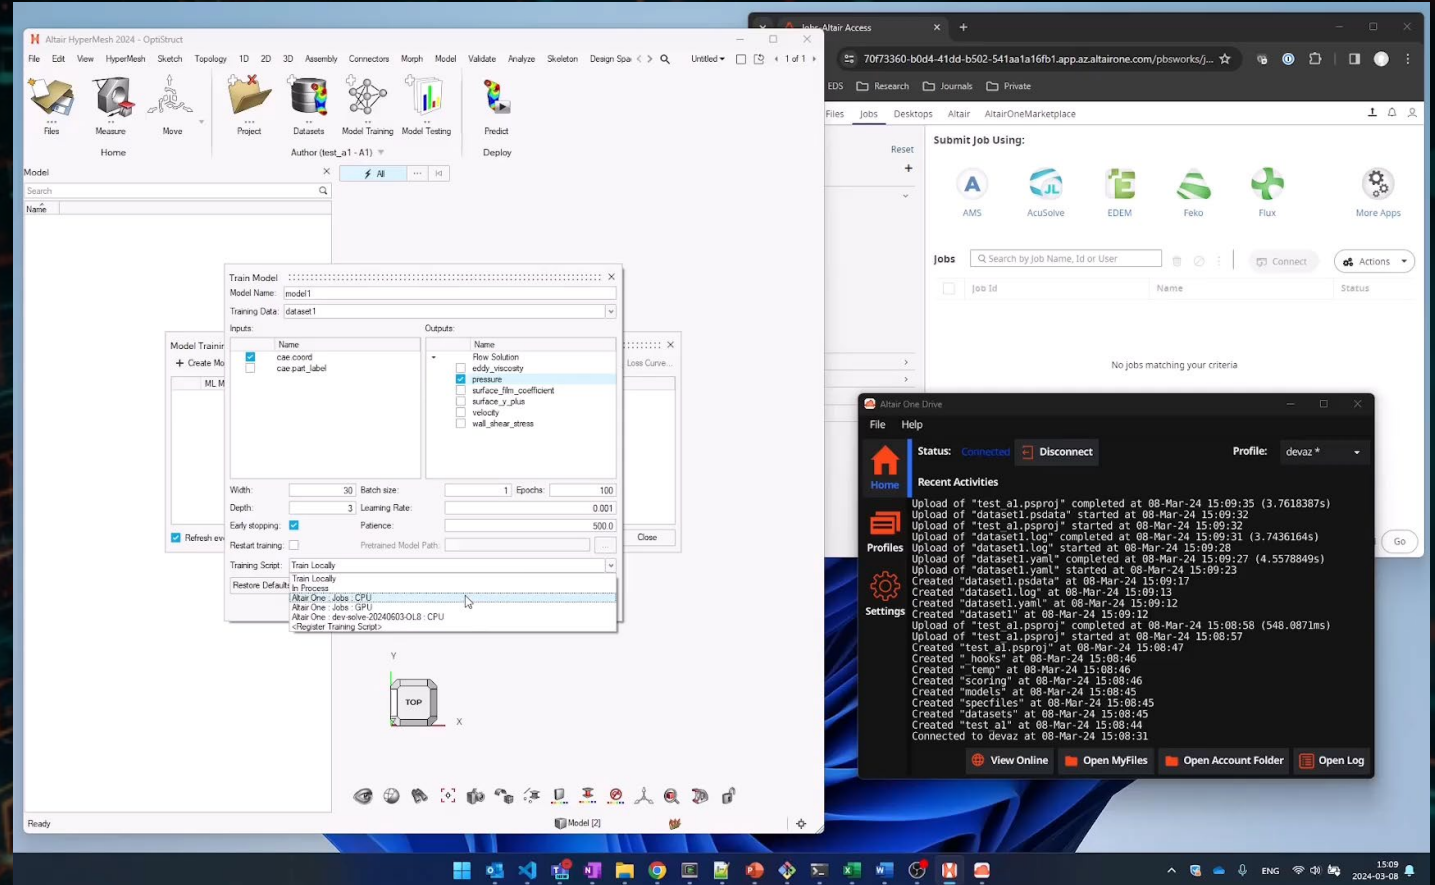 Altair HyperMesh 2024 - OptiStruct
File Edit View HyperMesh Sketch Topology 1D 2D 3D Assembly Connectors Morph Model Validate Analyze Skeleton Design Spa Untitled 1 of 1
Files Measure Move Project Datasets Model Training Model Testing Predict
Home Author (test_a1 - A1) Deploy
Model
All
Search
Name
Train Model
Model Name: model1
Training Data: dataset1
Inputs: Outputs:
Name
cae.coord
cae.part_label
Name
Flow Solution
eddy_viscosity
pressure
surface_film_coefficient
surface_y_plus
velocity
wall_shear_stress
Width: 30 Batch size: 1 Epochs: 100
Depth: 3 Learning Rate: 0.001
Early stopping: Patience: 500.0
Restart training: Pretrained Model Path: ...
Training Script: Train Locally
Train Locally
In Process
Altair One : Jobs : CPU
Altair One : Jobs : GPU
Altair One : dev-solve-20240603-OL8 : CPU
<Register Training Script>
Restore Defaults
Model Trainin
Create Mo
Loss Curve...
ML M
Refresh eve
Close
Y
TOP
X
Z
Ready
Model [2]
Jobs-Altair Access
70f73360-b0d4-41dd-b502-541aa1a16fb1.app.az.altairone.com/pbsworks/j...
EDS Research Journals Private
Files Jobs Desktops Altair AltairOneMarketplace
Reset
Submit Job Using:
A JL E
AMS AcuSolve EDEM Feko Flux More Apps
Jobs Search by Job Name, Id or User Connect Actions
Job Id Name Status
No jobs matching your criteria
Go
Altair One Drive
File Help
Status: Connected Disconnect Profile: devaz *
Home
Profiles
Settings
Recent Activities
Upload of "test_a1.psproj" completed at 08-Mar-24 15:09:35 (3.7618387s)
Upload of "dataset1.psdata" started at 08-Mar-24 15:09:32
Upload of "test_a1.psproj" started at 08-Mar-24 15:09:32
Upload of "dataset1.log" completed at 08-Mar-24 15:09:31 (3.7436164s)
Upload of "dataset1.log" started at 08-Mar-24 15:09:28
Upload of "dataset1.yaml" completed at 08-Mar-24 15:09:27 (4.5578849s)
Upload of "dataset1.yaml" started at 08-Mar-24 15:09:23
Created "dataset1.psdata" at 08-Mar-24 15:09:17
Created "dataset1.log" at 08-Mar-24 15:09:13
Created "dataset1.yaml" at 08-Mar-24 15:09:12
Created "dataset1" at 08-Mar-24 15:09:12
Upload of "test_a1.psproj" completed at 08-Mar-24 15:08:58 (548.0871ms)
Upload of "test_a1.psproj" started at 08-Mar-24 15:08:57
Created "test_a1.psproj" at 08-Mar-24 15:08:47
Created "_hooks" at 08-Mar-24 15:08:46
Created "_temp" at 08-Mar-24 15:08:46
Created "scoring" at 08-Mar-24 15:08:46
Created "models" at 08-Mar-24 15:08:45
Created "specfiles" at 08-Mar-24 15:08:45
Created "datasets" at 08-Mar-24 15:08:45
Created "test_a1" at 08-Mar-24 15:08:44
Connected to devaz at 08-Mar-24 15:08:31
View Online Open MyFiles Open Account Folder Open Log
ENG 15:09
2024-03-08